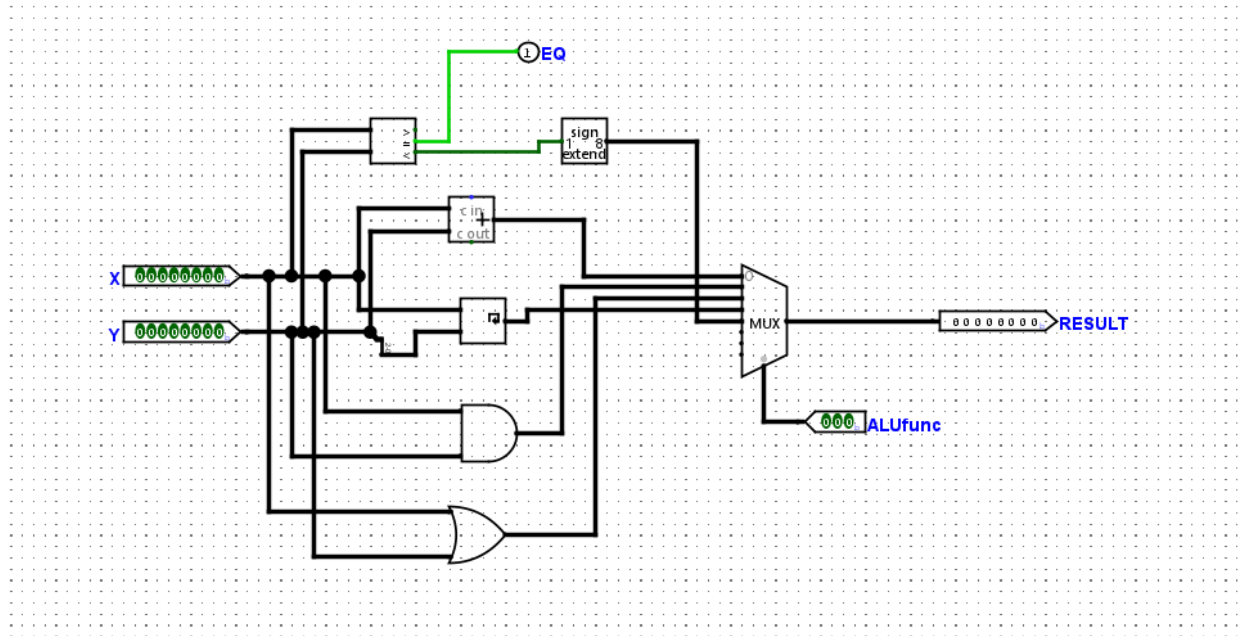 1 EQ
>
=
<
sign
1 8
extend
c in
+
c out
X 00000000
0
Y 00000000
MUX
00000000 RESULT
000 ALUfunc